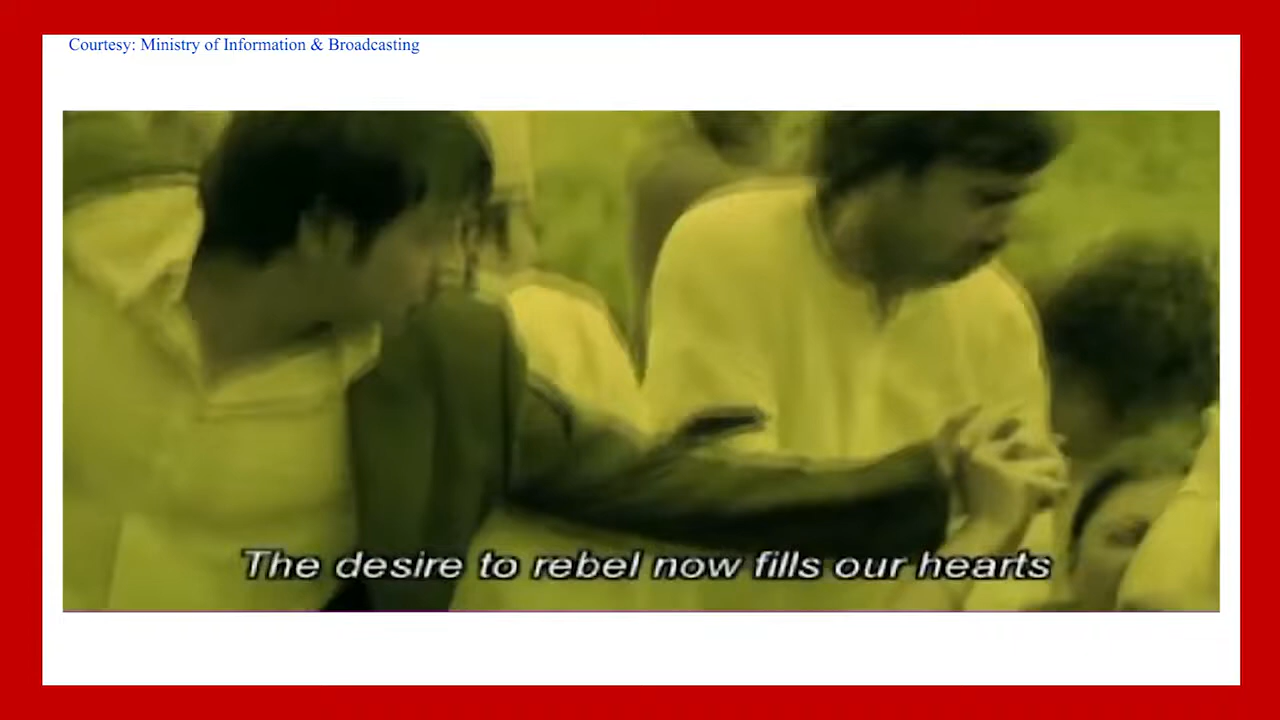 Courtesy: Ministry of Information & Broadcasting
The desire to rebel now fills our hearts